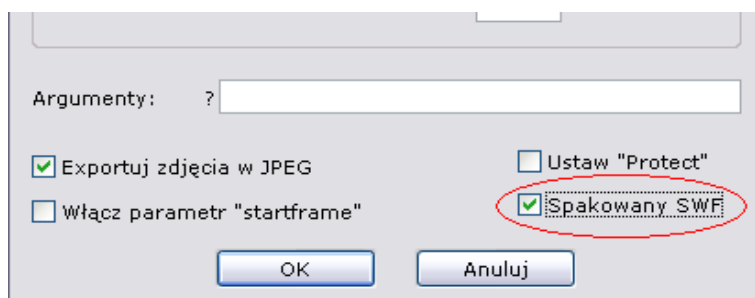 Argumenty: ?
Exportuj zdjęcia w JPEG
Ustaw "Protect"
Włącz parametr "startframe"
Spakowany SWF
OK
Anuluj